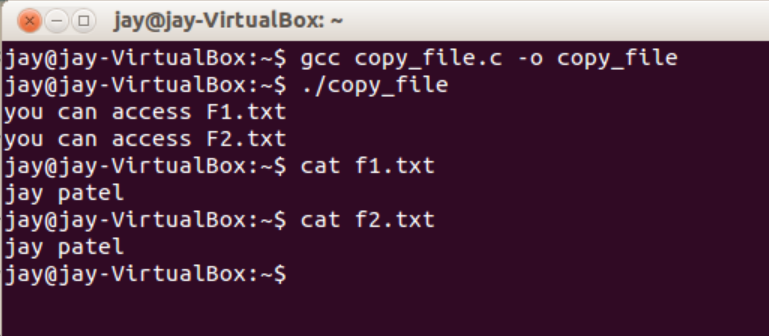 jay@jay-VirtualBox: ~
jay@jay-VirtualBox:~$ gcc copy_file.c -o copy_file
jay@jay-VirtualBox:~$ ./copy_file
you can access F1.txt
you can access F2.txt
jay@jay-VirtualBox:~$ cat f1.txt
jay patel
jay@jay-VirtualBox:~$ cat f2.txt
jay patel
jay@jay-VirtualBox:~$